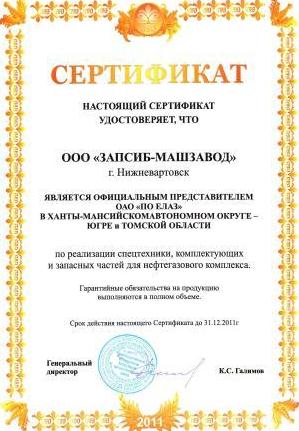 СЕРТИФИКАТ
НАСТОЯЩИЙ СЕРТИФИКАТ
УДОСТОВЕРЯЕТ, ЧТО
ООО «ЗАПСИБ-МАШЗАВОД»
г. Нижневартовск
ЯВЛЯЕТСЯ ОФИЦИАЛЬНЫМ ПРЕДСТАВИТЕЛЕМ
ОАО «ПО ЕЛАЗ»
В ХАНТЫ-МАНСИЙСКОМАВТОНОМНОМ ОКРУГЕ –
ЮГРЕ и ТОМСКОЙ ОБЛАСТИ
по реализации спецтехники, комплектующих
и запасных частей для нефтегазового комплекса.
Гарантийные обязательства на продукцию
выполняются в полном объеме.
Срок действия настоящего Сертификата до 31.12.2011г
Генеральный
директор
К.С. Галимов
2011